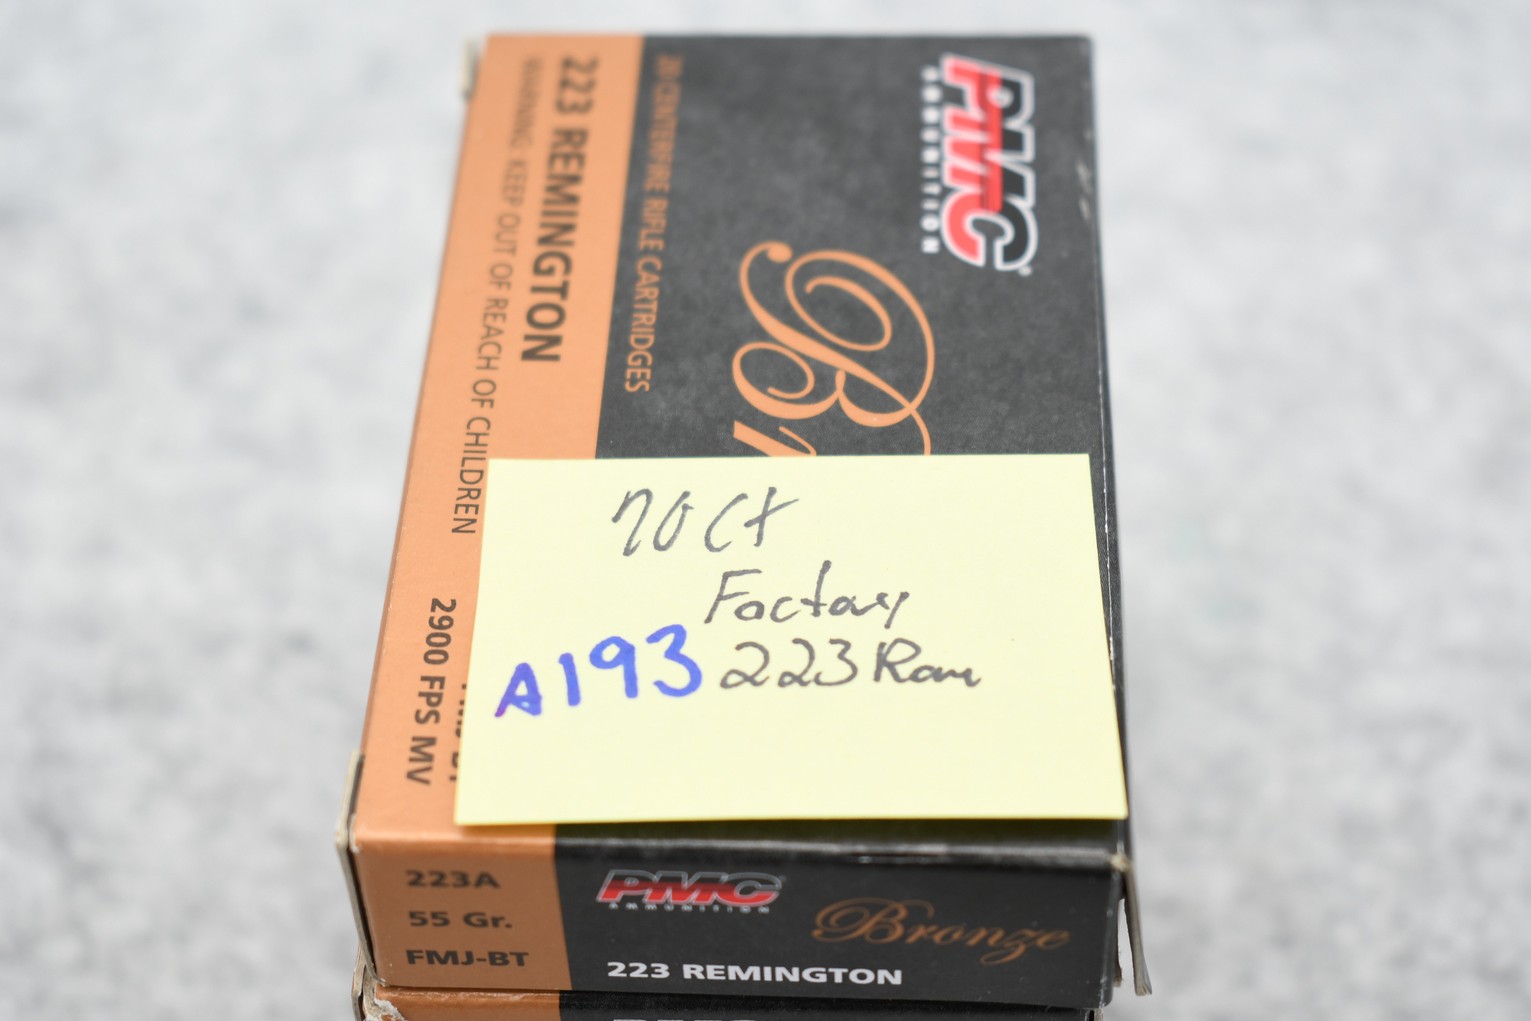 PMC
AMMUNITION
20 CENTERFIRE RIFLE CARTRIDGES
223 REMINGTON
WARNING: KEEP OUT OF REACH OF CHILDREN
2900 FPS MV
70 Ct
Factory
A193 223 Rem
223A
55 Gr.
FMJ-BT
PMC
AMMUNITION
Bronze
223 REMINGTON